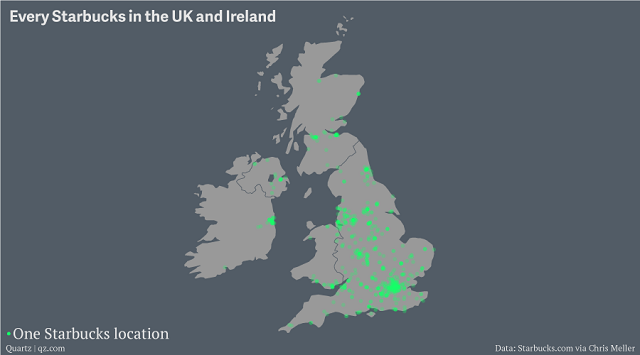 Every Starbucks in the UK and Ireland
One Starbucks location
Quartz | qz.com
Data: Starbucks.com via Chris Meller